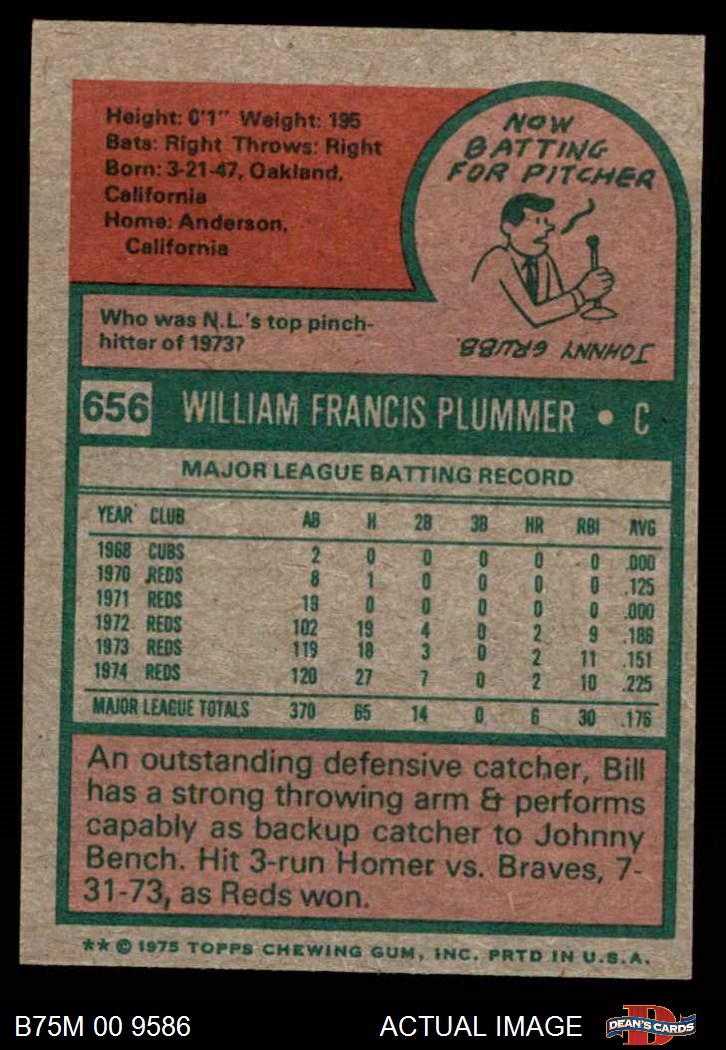 Height: 6'1" Weight: 195
Bats: Right Throws: Right
Born: 3-21-47, Oakland,
California
Home: Anderson,
California
NOW
BATTING
FOR PITCHER
Who was N.L.'s top pinch-
hitter of 1973?
JOHNNY GRUBB.
656 WILLIAM FRANCIS PLUMMER • C
MAJOR LEAGUE BATTING RECORD
YEAR CLUB AB H 2B 3B HR RBI AVG
1968 CUBS 2 0 0 0 0 0 .000
1970 REDS 8 1 0 0 0 0 .125
1971 REDS 19 0 0 0 0 0 .000
1972 REDS 102 19 4 0 2 9 .186
1973 REDS 119 18 3 0 2 11 .151
1974 REDS 120 27 7 0 2 10 .225
MAJOR LEAGUE TOTALS 370 65 14 0 6 30 .176
An outstanding defensive catcher, Bill
has a strong throwing arm & performs
capably as backup catcher to Johnny
Bench. Hit 3-run Homer vs. Braves, 7-
31-73, as Reds won.
** © 1975 TOPPS CHEWING GUM, INC. PRTD IN U.S.A.
B75M 00 9586 ACTUAL IMAGE D DEAN'S CARDS